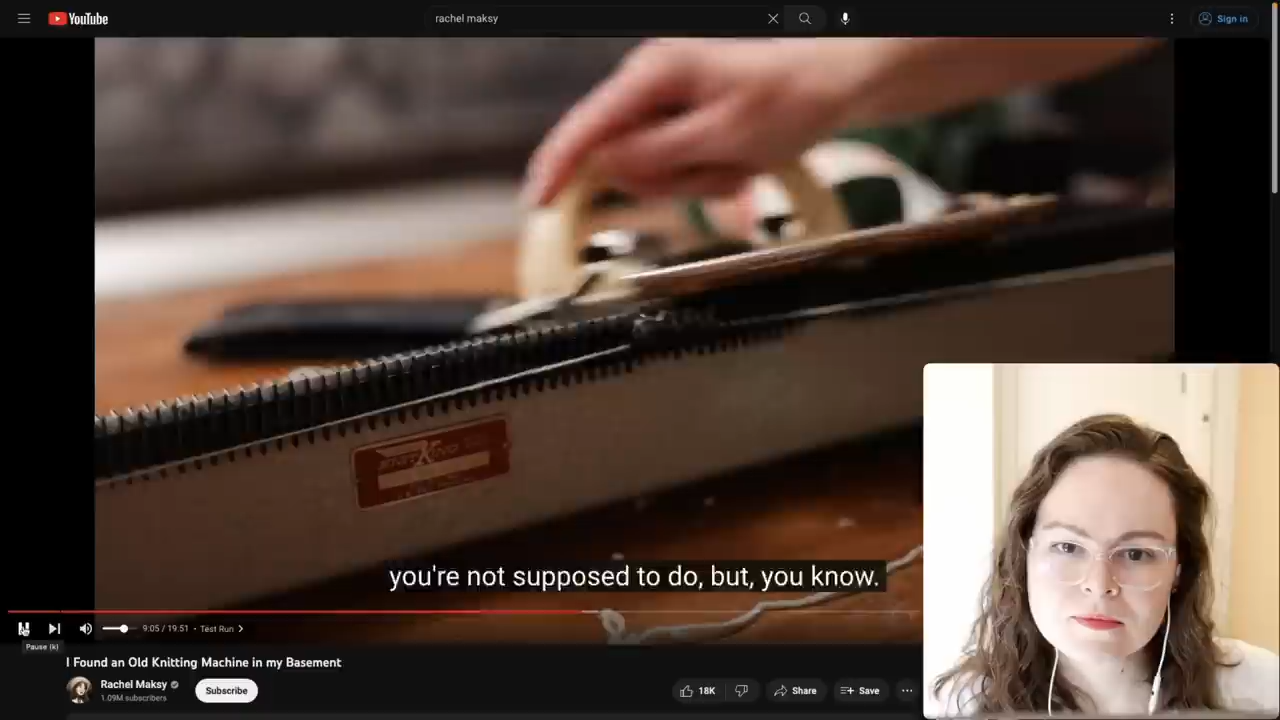 YouTube
rachel maksy
Sign in
you're not supposed to do, but, you know.
9:05 / 19:51 • Test Run
Pause (k)
I Found an Old Knitting Machine in my Basement
Rachel Maksy
1.09M subscribers
Subscribe
18K
Share
Save